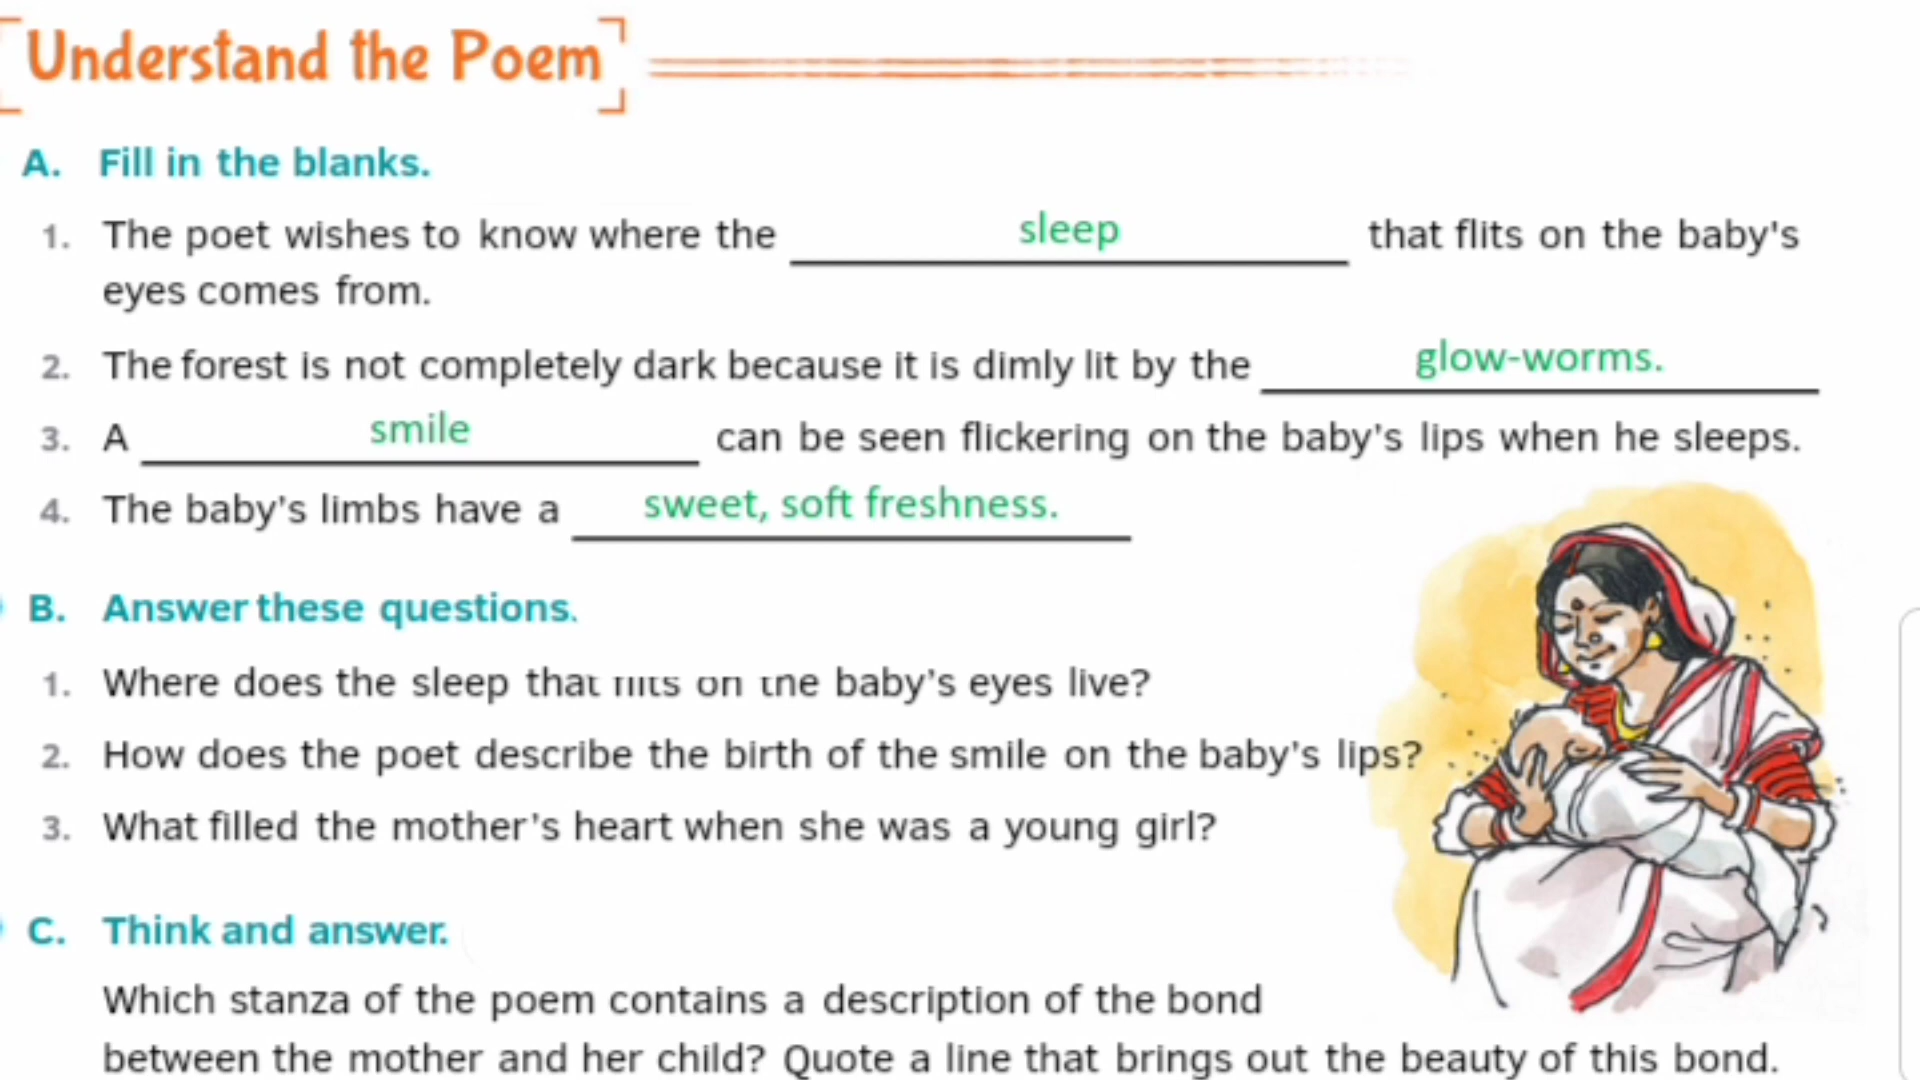 Understand the Poem
A. Fill in the blanks.
1. The poet wishes to know where the sleep that flits on the baby's
eyes comes from.
2. The forest is not completely dark because it is dimly lit by the glow-worms.
3. A smile can be seen flickering on the baby's lips when he sleeps.
4. The baby's limbs have a sweet, soft freshness.
B. Answer these questions.
1. Where does the sleep that flits on the baby's eyes live?
2. How does the poet describe the birth of the smile on the baby's lips?
3. What filled the mother's heart when she was a young girl?
C. Think and answer.
Which stanza of the poem contains a description of the bond
between the mother and her child? Quote a line that brings out the beauty of this bond.